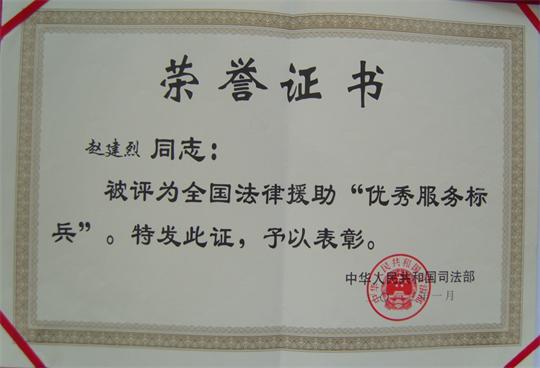 荣誉证书
赵建烈 同志：
被评为全国法律援助“优秀服务标
兵”。特发此证，予以表彰。
中华人民共和国司法部
一月